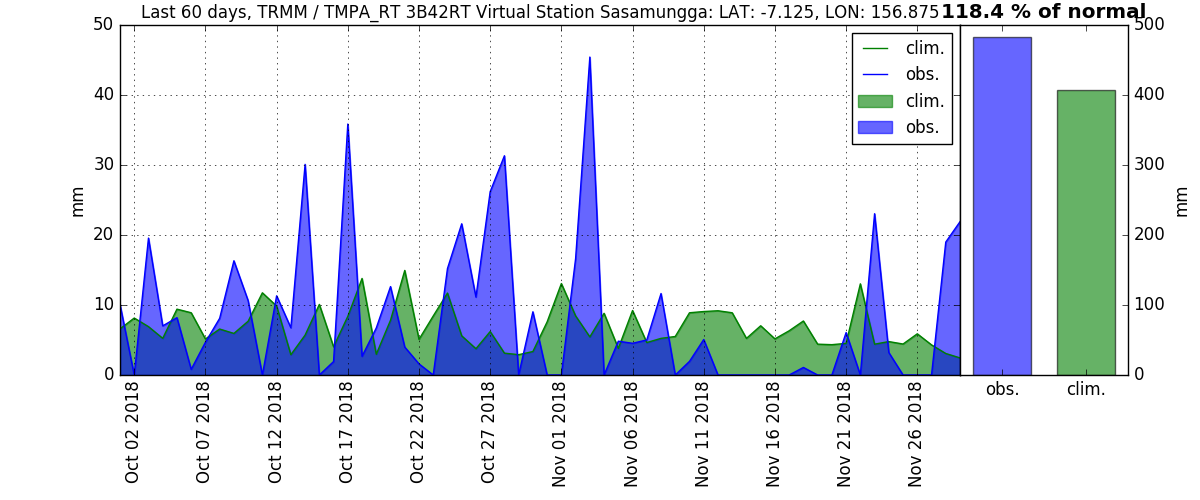 Last 60 days, TRMM / TMPA_RT 3B42RT Virtual Station Sasamungga: LAT: -7.125, LON: 156.875
118.4 % of normal
50
40
30
20
10
0
mm
clim.
obs.
clim.
obs.
500
400
300
200
100
0
mm
Oct 02 2018
Oct 07 2018
Oct 12 2018
Oct 17 2018
Oct 22 2018
Oct 27 2018
Nov 01 2018
Nov 06 2018
Nov 11 2018
Nov 16 2018
Nov 21 2018
Nov 26 2018
obs.
clim.